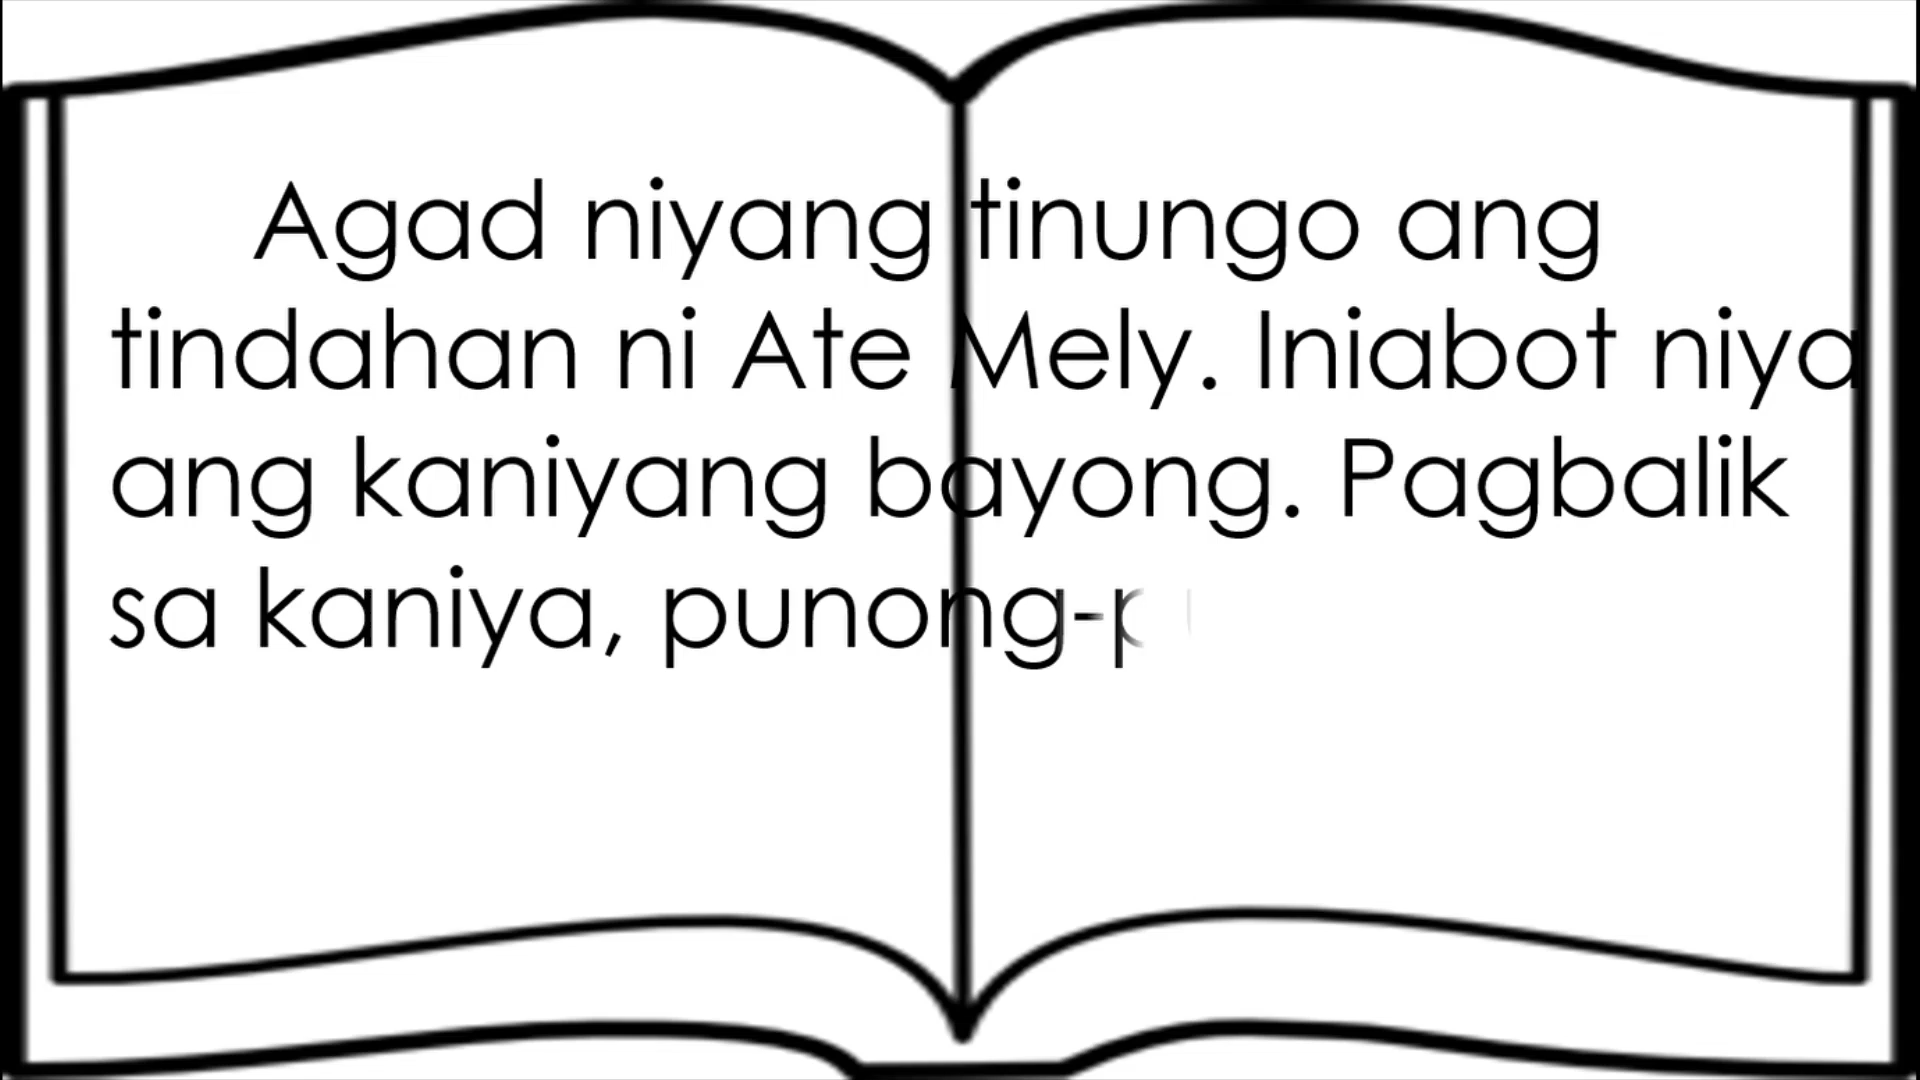 Agad niyang tinungo ang
tindahan ni Ate Mely. Iniabot niya
ang kaniyang bayong. Pagbalik
sa kaniya, punong-p